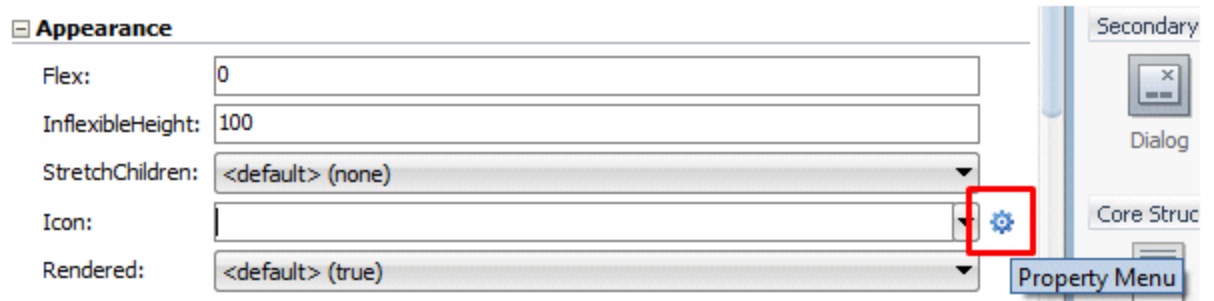 Appearance
Flex: 0
InflexibleHeight: 100
StretchChildren: <default> (none)
Icon:
Rendered: <default> (true)
Secondary
Dialog
Core Struc
Property Menu